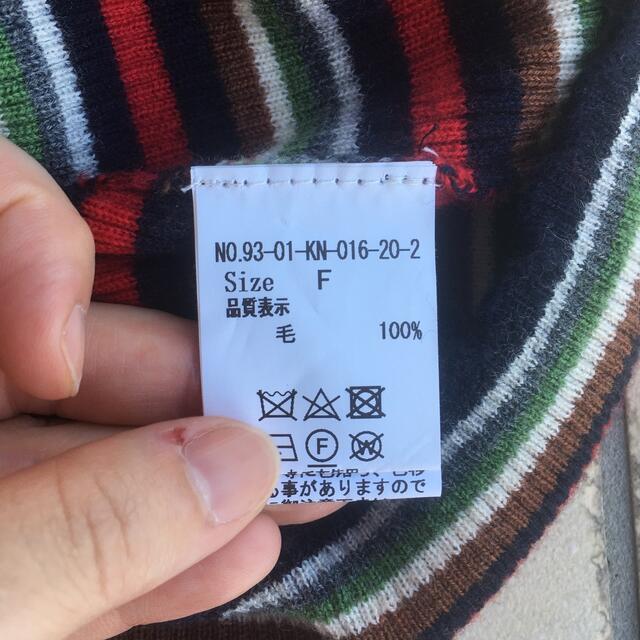 NO.93-01-KN-016-20-2
Size F
品質表示
毛 100%
F W
事がありますので